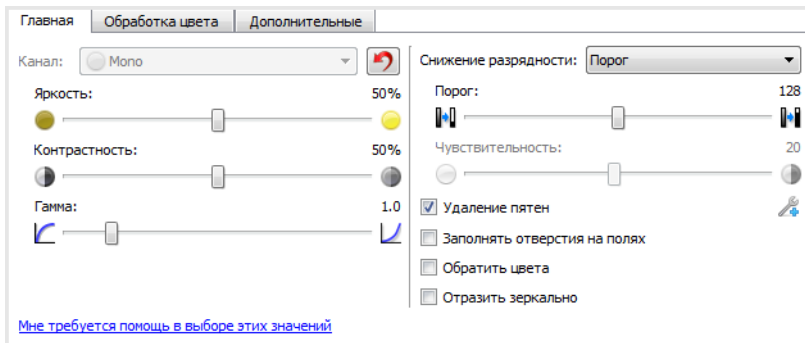 Главная Обработка цвета Дополнительные
Канал: Mono
Яркость: 50%
Контрастность: 50%
Гамма: 1.0
Мне требуется помощь в выборе этих значений
Снижение разрядности: Порог
Порог: 128
Чувствительность: 20
Удаление пятен
Заполнять отверстия на полях
Обратить цвета
Отразить зеркально